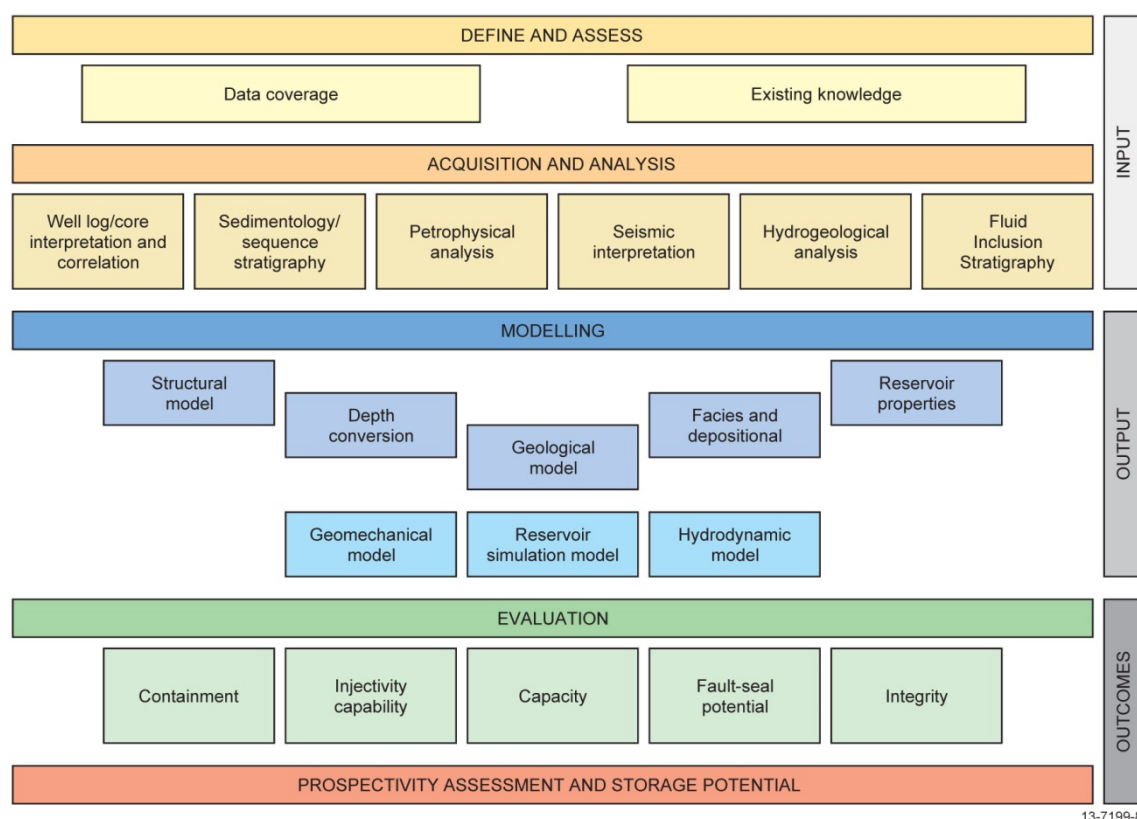 DEFINE AND ASSESS
Data coverage
Existing knowledge
INPUT
ACQUISITION AND ANALYSIS
Well log/core
interpretation and
correlation
Sedimentology/
sequence
stratigraphy
Petrophysical
analysis
Seismic
interpretation
Hydrogeological
analysis
Fluid
Inclusion
Stratigraphy
MODELLING
Structural
model
Depth
conversion
Geological
model
Facies and
depositional
Reservoir
properties
OUTPUT
Geomechanical
model
Reservoir
simulation model
Hydrodynamic
model
EVALUATION
Containment
Injectivity
capability
Capacity
Fault-seal
potential
Integrity
OUTCOMES
PROSPECTIVITY ASSESSMENT AND STORAGE POTENTIAL